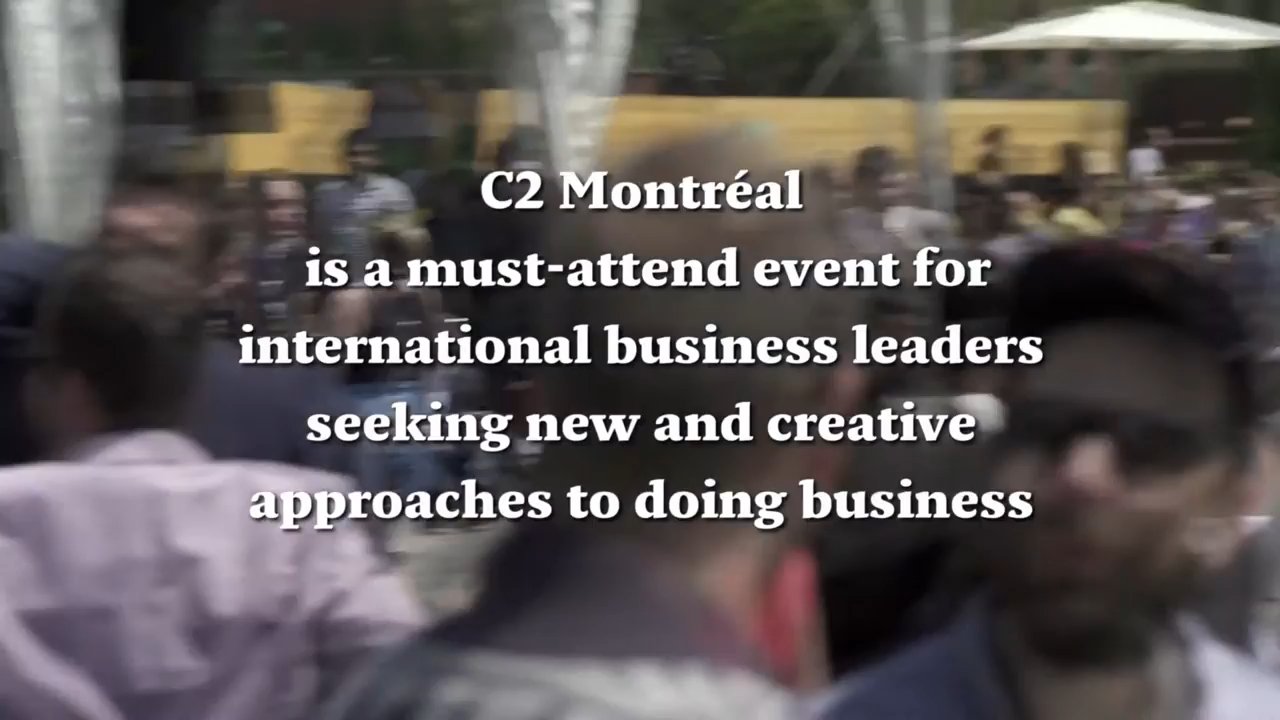 C2 Montréal
is a must-attend event for
international business leaders
seeking new and creative
approaches to doing business